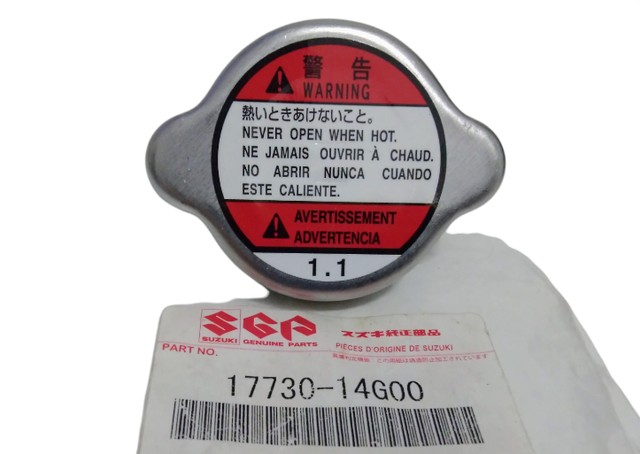 警告
WARNING
熱いときあけないこと。
NEVER OPEN WHEN HOT.
NE JAMAIS OUVRIR À CHAUD.
NO ABRIR NUNCA CUANDO
ESTE CALIENTE.
AVERTISSEMENT
ADVERTENCIA
1.1
SGP
スズキ純正部品
SUZUKI GENUINE PARTS
PIÈCES D'ORIGINE DE SUZUKI
PART NO.
17730-14G00